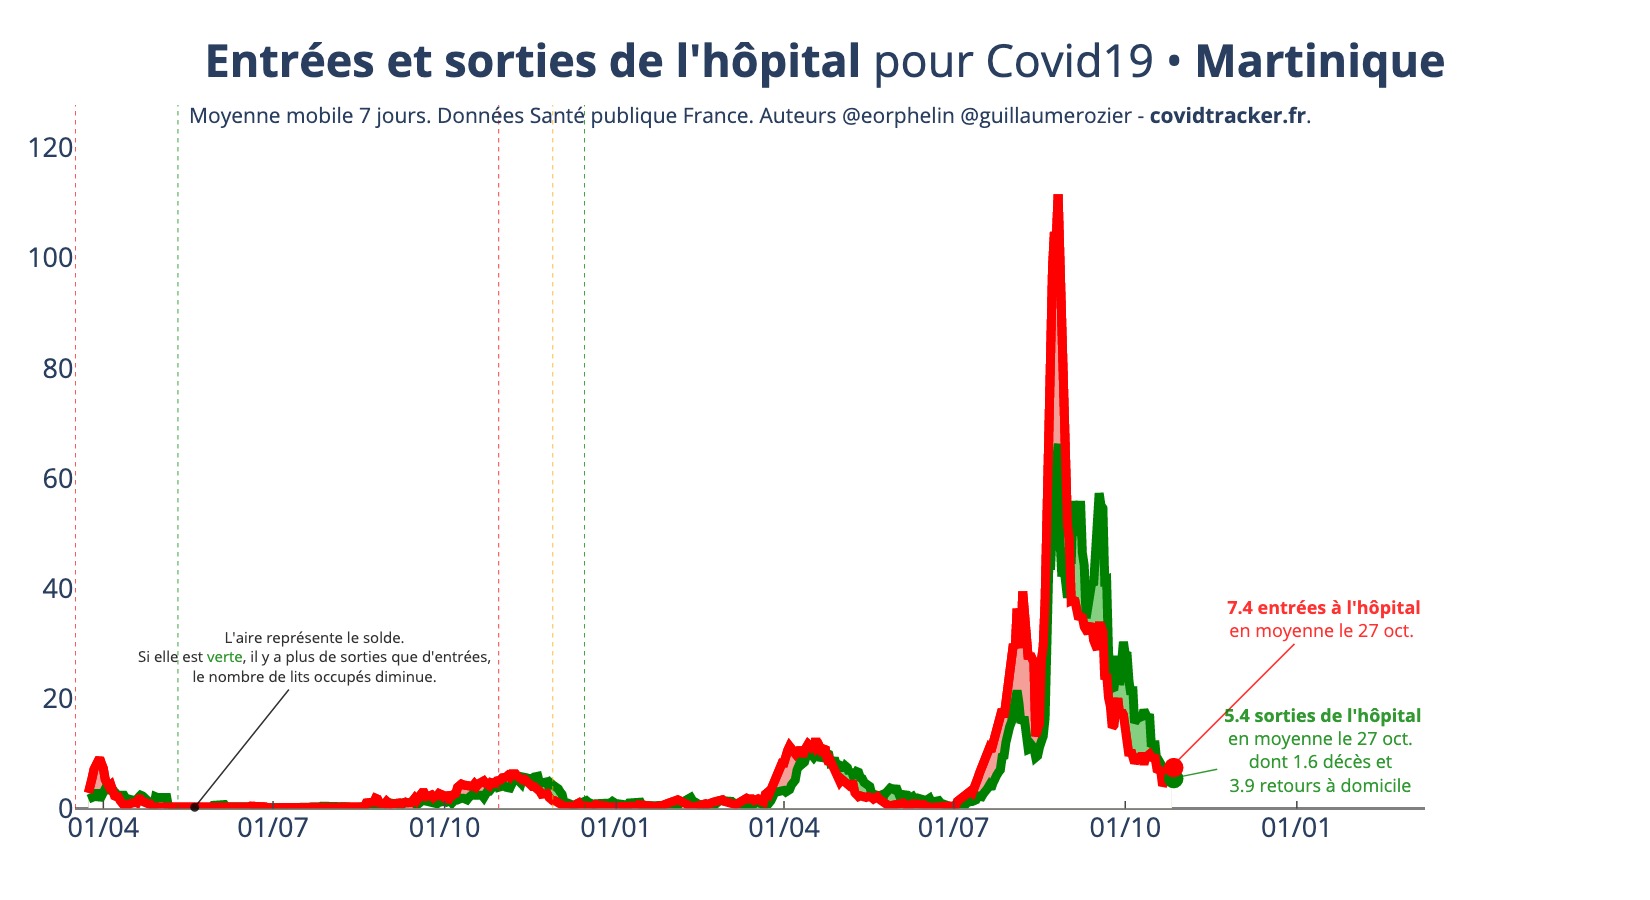 Entrées et sorties de l'hôpital pour Covid19 • Martinique
Moyenne mobile 7 jours. Données Santé publique France. Auteurs @eorphelin @guillaumerozier - covidtracker.fr.
120
100
80
60
40
20
0
L'aire représente le solde.
Si elle est verte, il y a plus de sorties que d'entrées,
le nombre de lits occupés diminue.
7.4 entrées à l'hôpital
en moyenne le 27 oct.
5.4 sorties de l'hôpital
en moyenne le 27 oct.
dont 1.6 décès et
3.9 retours à domicile
01/04 01/07 01/10 01/01 01/04 01/07 01/10 01/01